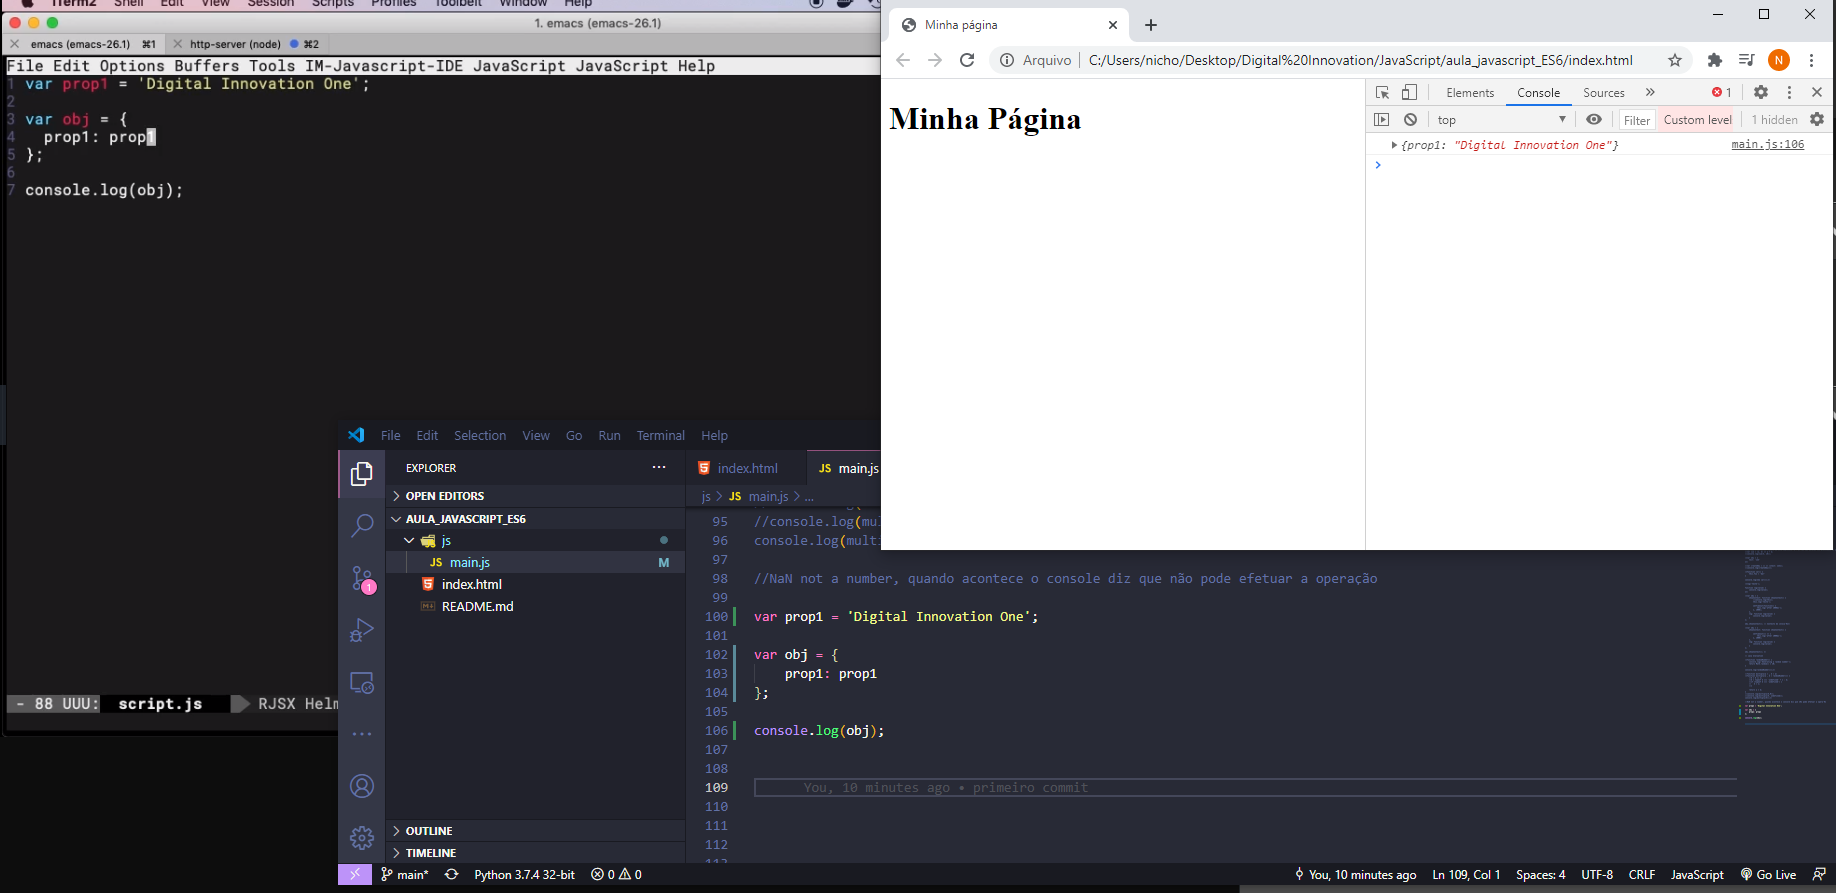 iTerm2 Shell Edit View Session Scripts Profiles Toolbelt Window Help
1. emacs (emacs-26.1)
emacs (emacs-26.1) ⌘1 http-server (node) ⌘2
File Edit Options Buffers Tools IM-Javascript-IDE JavaScript JavaScript Help
1 var prop1 = 'Digital Innovation One';
2
3 var obj = {
4 prop1: prop1
5 };
6
7 console.log(obj);
- 88 UUU: script.js RJSX Helm
Minha página
Arquivo C:/Users/nicho/Desktop/Digital%20Innovation/JavaScript/aula_javascript_ES6/index.html
N
Minha Página
Elements Console Sources » 1
top Filter Custom level 1 hidden
{prop1: "Digital Innovation One"} main.js:106
File Edit Selection View Go Run Terminal Help
EXPLORER ...
OPEN EDITORS
AULA_JAVASCRIPT_ES6
js
JS main.js M
index.html
README.md
OUTLINE
TIMELINE
1
index.html JS main.js
js > JS main.js > ...
95 //console.log(mul
96 console.log(multi
97
98 //NaN not a number, quando acontece o console diz que não pode efetuar a operação
99
100 var prop1 = 'Digital Innovation One';
101
102 var obj = {
103 prop1: prop1
104 };
105
106 console.log(obj);
107
108
109 You, 10 minutes ago • primeiro commit
110
111
112
main* Python 3.7.4 32-bit 0 0 You, 10 minutes ago Ln 109, Col 1 Spaces: 4 UTF-8 CRLF JavaScript Go Live